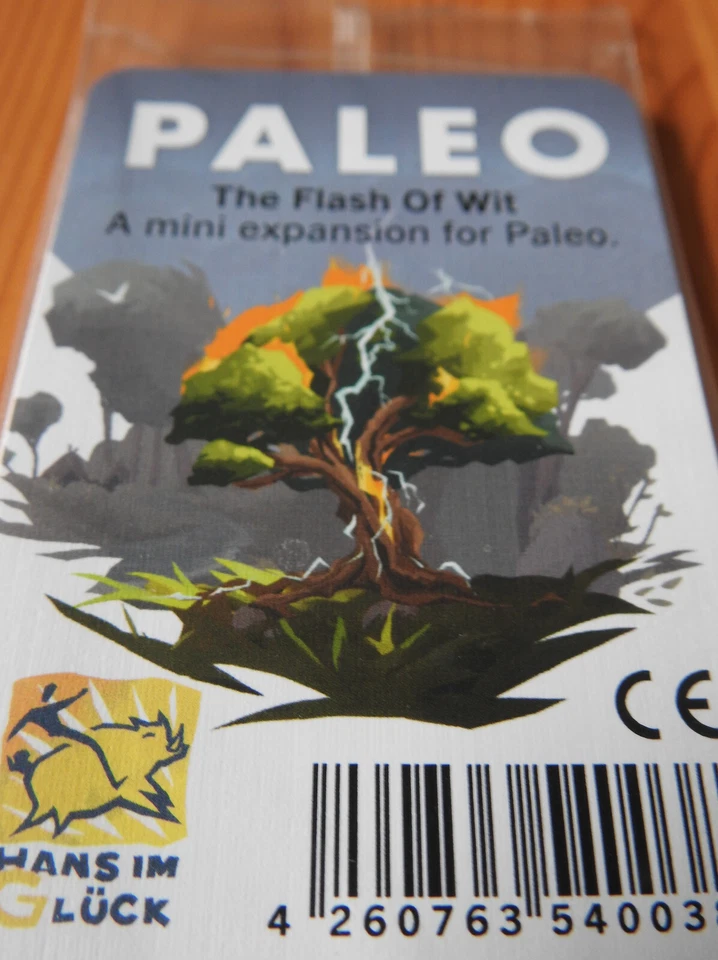 PALEO
The Flash Of Wit
A mini expansion for Paleo.
CE
HANS IM
GLÜCK
4 260763 54003